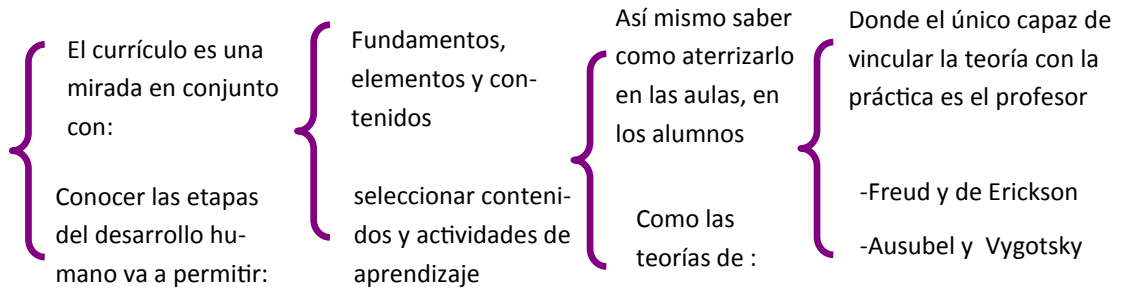 El currículo es una
mirada en conjunto
con:
Conocer las etapas
del desarrollo hu-
mano va a permitir:
Fundamentos,
elementos y con-
tenidos
seleccionar conteni-
dos y actividades de
aprendizaje
Así mismo saber
como aterrizarlo
en las aulas, en
los alumnos
Como las
teorías de :
Donde el único capaz de
vincular la teoría con la
práctica es el profesor
-Freud y de Erickson
-Ausubel y Vygotsky